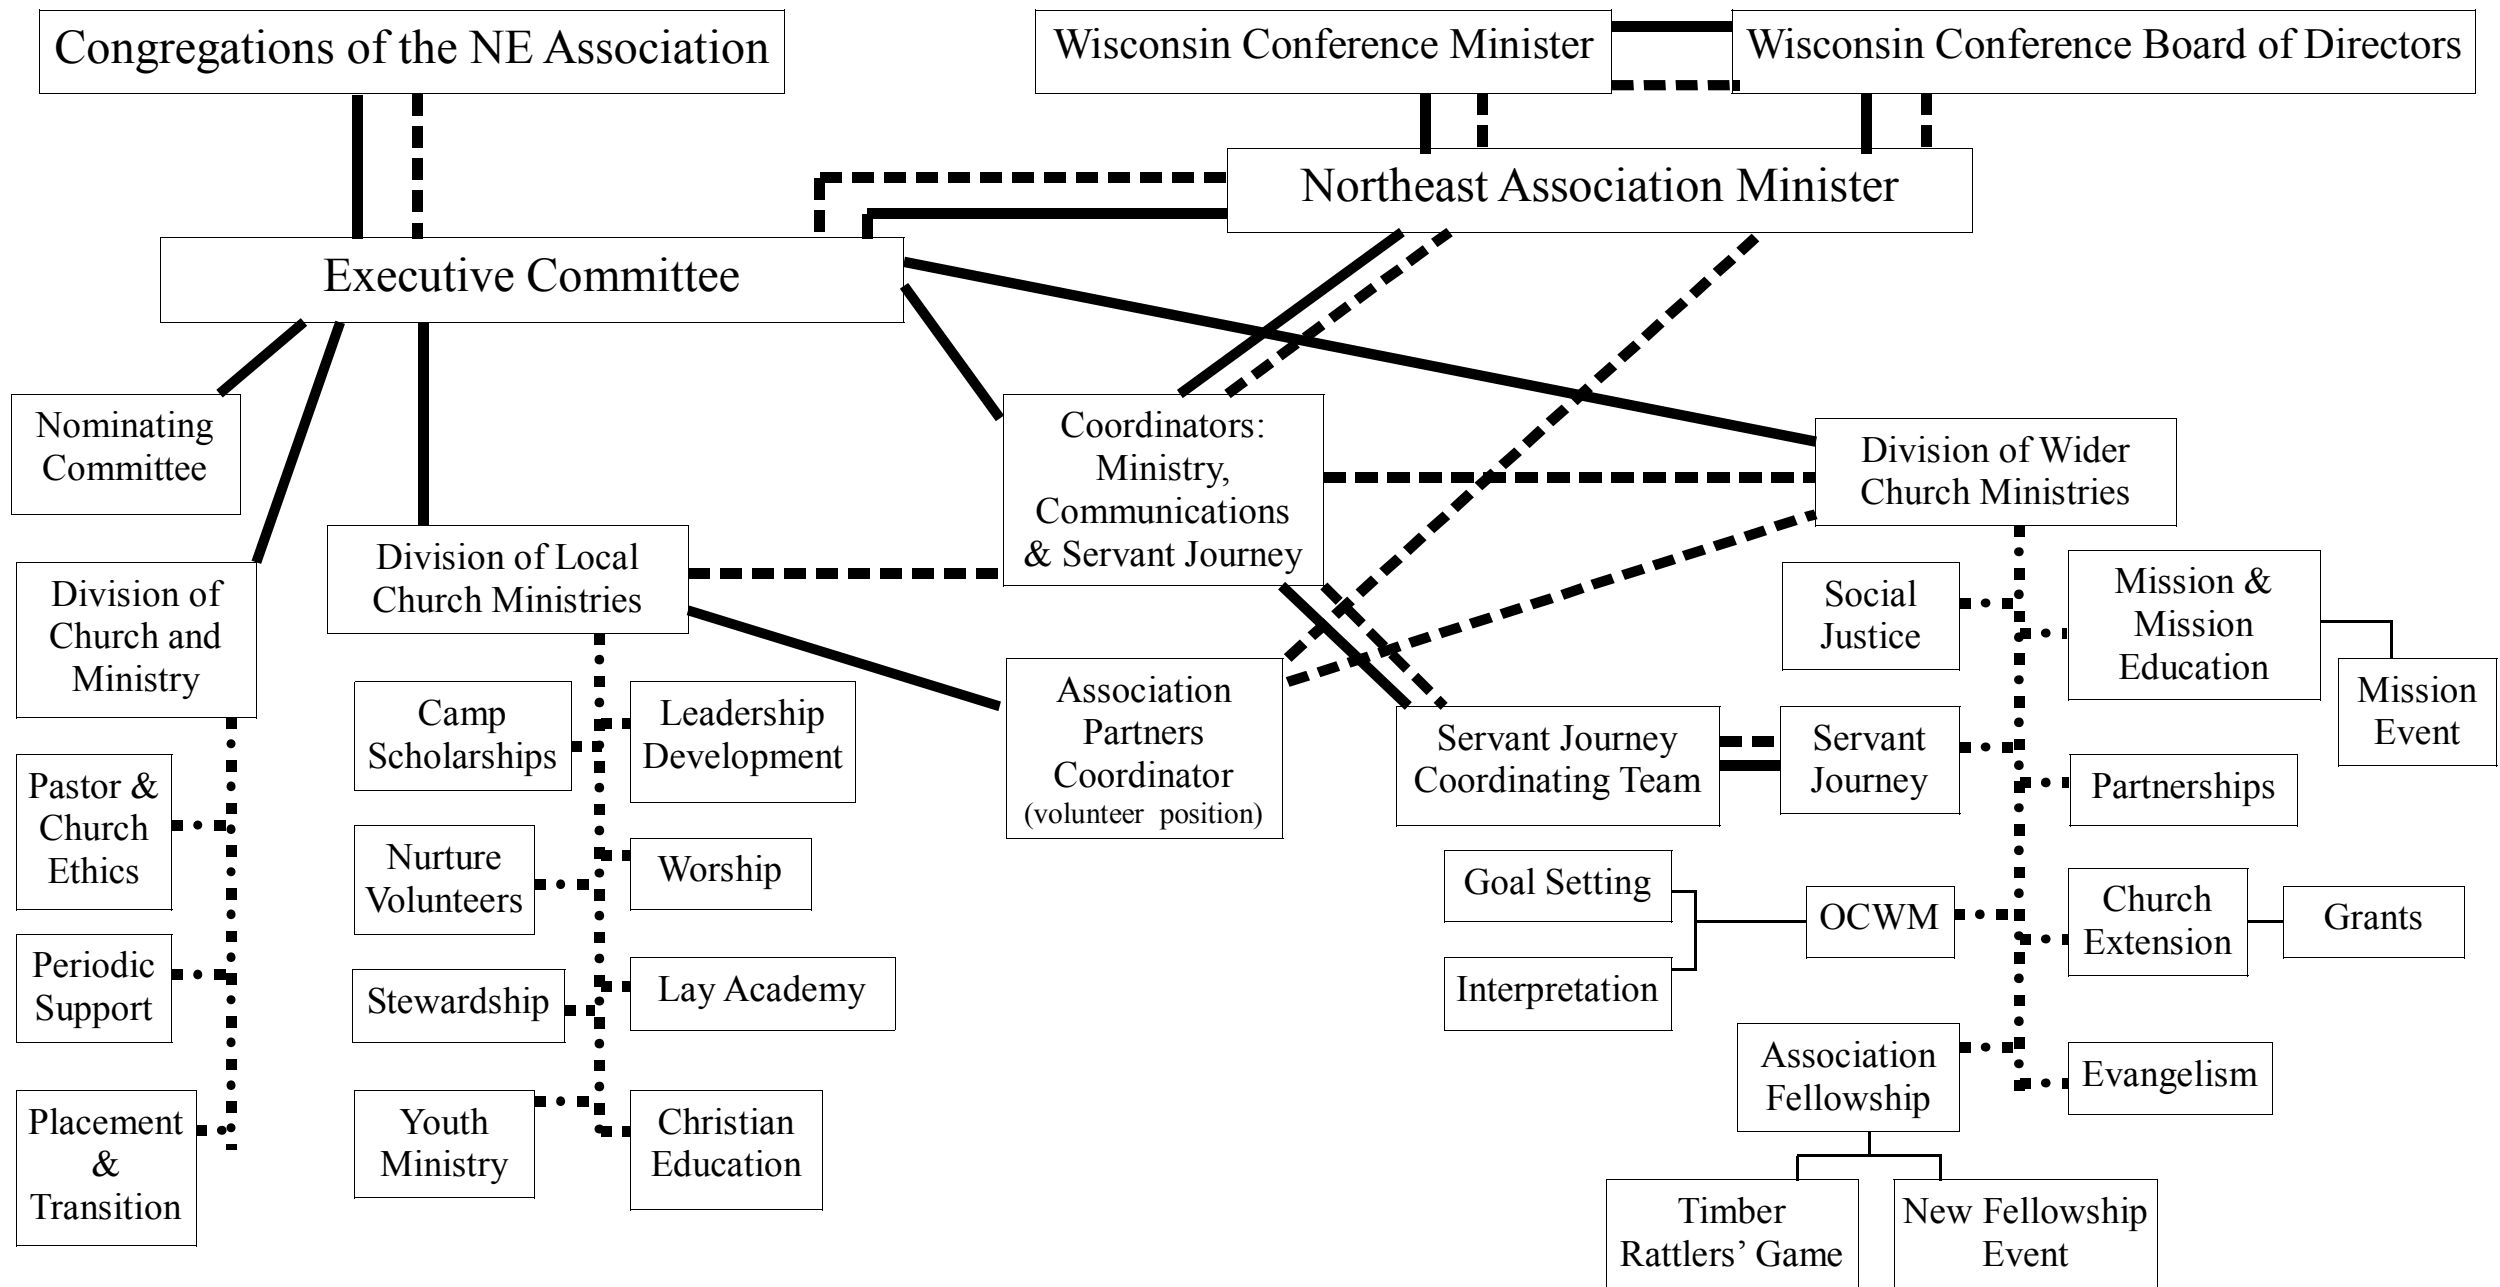 Congregations of the NE Association
Wisconsin Conference Minister
Wisconsin Conference Board of Directors
Northeast Association Minister
Executive Committee
Nominating
Committee
Coordinators:
Ministry,
Communications
& Servant Journey
Division of Wider
Church Ministries
Division of Local
Church Ministries
Division of
Church and
Ministry
Social
Justice
Mission &
Mission
Education
Mission
Event
Camp
Scholarships
Leadership
Development
Association
Partners
Coordinator
(volunteer position)
Servant Journey
Coordinating Team
Servant
Journey
Partnerships
Pastor &
Church
Ethics
Nurture
Volunteers
Worship
Goal Setting
OCWM
Church
Extension
Grants
Periodic
Support
Stewardship
Lay Academy
Interpretation
Association
Fellowship
Evangelism
Placement
&
Transition
Youth
Ministry
Christian
Education
Timber
Rattlers’ Game
New Fellowship
Event